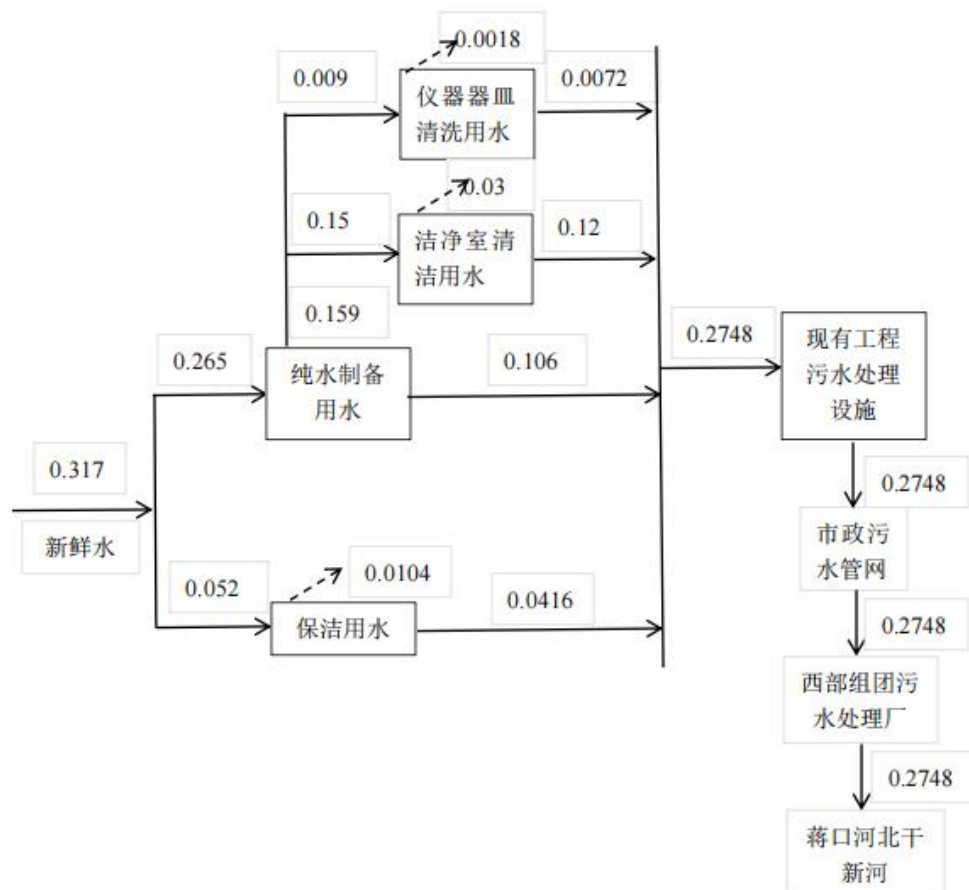 0.0018
0.009
0.0072
仪器器皿
清洗用水
0.03
0.15
0.12
洁净室清
洁用水
0.159
0.265
纯水制备
用水
0.106
0.2748
现有工程
污水处理
设施
0.317
新鲜水
0.2748
市政污
水管网
0.052
0.0104
0.0416
保洁用水
0.2748
西部组团污
水处理厂
0.2748
蒋口河北干
新河